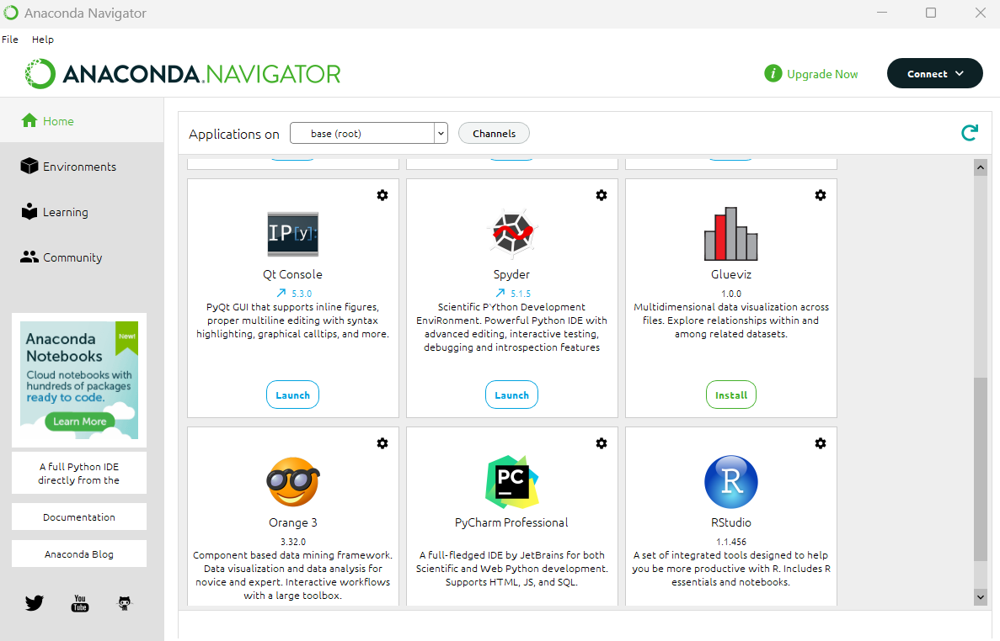 Anaconda Navigator
File Help
ANACONDA.NAVIGATOR
i Upgrade Now
Connect
Home
Environments
Learning
Community
Anaconda
Notebooks
New!
Cloud notebooks with
hundreds of packages
ready to code.
Learn More
A full Python IDE
directly from the
Documentation
Anaconda Blog
You
Tube
Applications on base (root) Channels
IP[y]:
Qt Console
5.3.0
PyQt GUI that supports inline figures,
proper multiline editing with syntax
highlighting, graphical calltips, and more.
Launch
Spyder
5.1.5
Scientific PYthon Development
EnviRonment. Powerful Python IDE with
advanced editing, interactive testing,
debugging and introspection features
Launch
Glueviz
1.0.0
Multidimensional data visualization across
files. Explore relationships within and
among related datasets.
Install
Orange 3
3.32.0
Component based data mining framework.
Data visualization and data analysis for
novice and expert. Interactive workflows
with a large toolbox.
PC
PyCharm Professional
A full-fledged IDE by JetBrains for both
Scientific and Web Python development.
Supports HTML, JS, and SQL.
R
RStudio
1.1.456
A set of integrated tools designed to help
you be more productive with R. Includes R
essentials and notebooks.